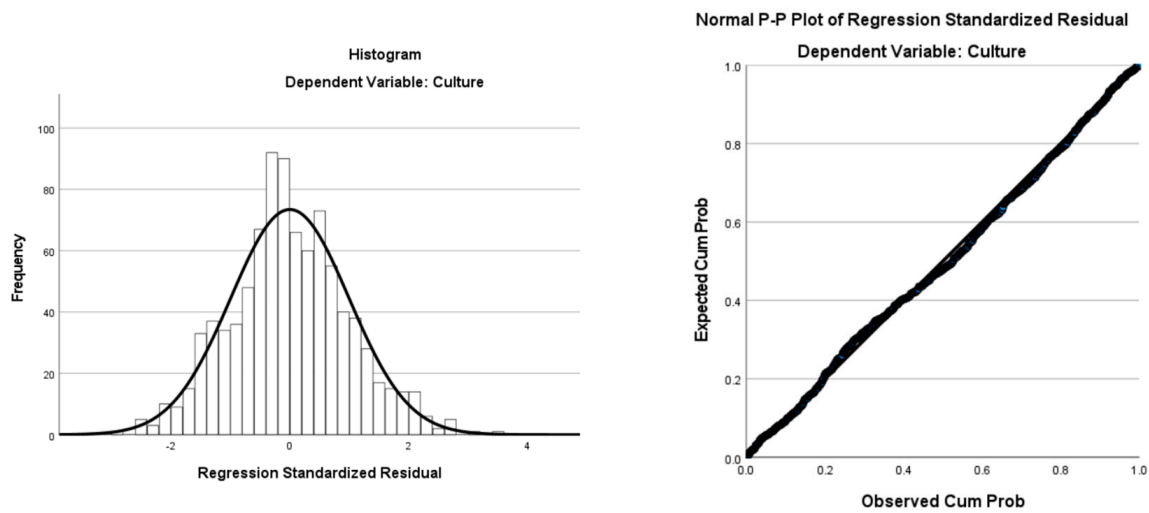 Histogram
Dependent Variable: Culture
Frequency
100
80
60
40
20
0
-2
0
2
4
Regression Standardized Residual
Normal P-P Plot of Regression Standardized Residual
Dependent Variable: Culture
Expected Cum Prob
1.0
0.8
0.6
0.4
0.2
0.0
0.0
0.2
0.4
0.6
0.8
1.0
Observed Cum Prob